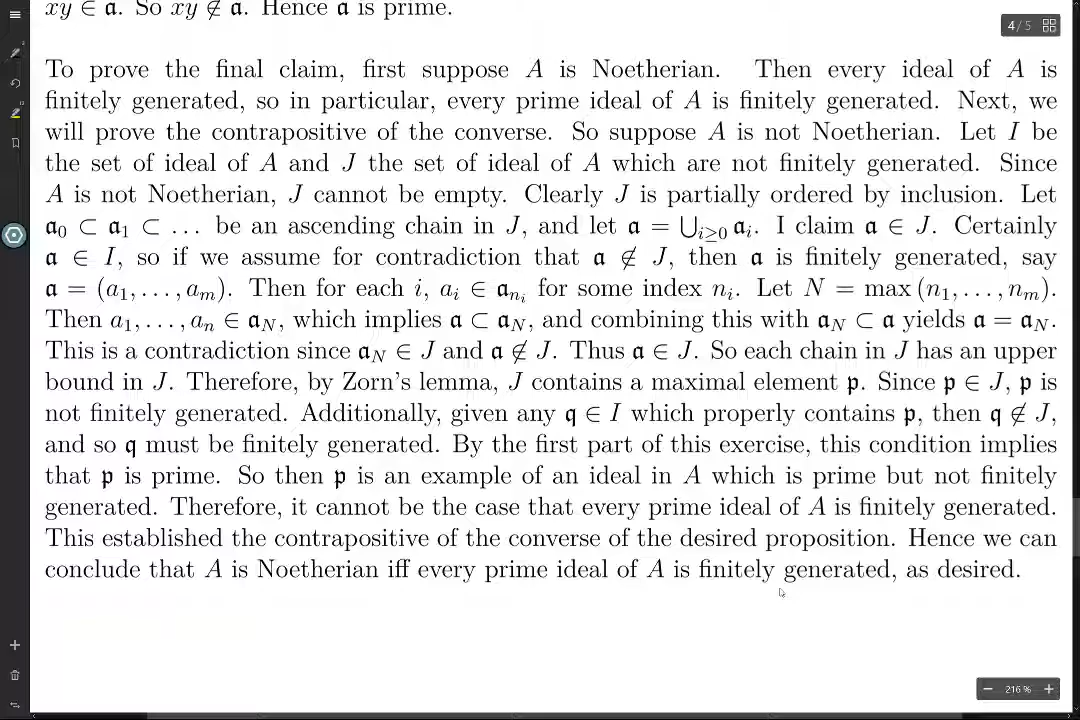 xy ∈ 𝔞. So xy ∉ 𝔞. Hence 𝔞 is prime.
4 / 5
To prove the final claim, first suppose A is Noetherian. Then every ideal of A is
finitely generated, so in particular, every prime ideal of A is finitely generated. Next, we
will prove the contrapositive of the converse. So suppose A is not Noetherian. Let I be
the set of ideal of A and J the set of ideal of A which are not finitely generated. Since
A is not Noetherian, J cannot be empty. Clearly J is partially ordered by inclusion. Let
𝔞₀ ⊂ 𝔞₁ ⊂ … be an ascending chain in J, and let 𝔞 = ⋃_{i≥0} 𝔞ᵢ. I claim 𝔞 ∈ J. Certainly
𝔞 ∈ I, so if we assume for contradiction that 𝔞 ∉ J, then 𝔞 is finitely generated, say
𝔞 = (a₁, …, aₘ). Then for each i, aᵢ ∈ 𝔞_{nᵢ} for some index nᵢ. Let N = max (n₁, …, nₘ).
Then a₁, …, aₙ ∈ 𝔞_N, which implies 𝔞 ⊂ 𝔞_N, and combining this with 𝔞_N ⊂ 𝔞 yields 𝔞 = 𝔞_N.
This is a contradiction since 𝔞_N ∈ J and 𝔞 ∉ J. Thus 𝔞 ∈ J. So each chain in J has an upper
bound in J. Therefore, by Zorn's lemma, J contains a maximal element 𝔭. Since 𝔭 ∈ J, 𝔭 is
not finitely generated. Additionally, given any 𝔮 ∈ I which properly contains 𝔭, then 𝔮 ∉ J,
and so 𝔮 must be finitely generated. By the first part of this exercise, this condition implies
that 𝔭 is prime. So then 𝔭 is an example of an ideal in A which is prime but not finitely
generated. Therefore, it cannot be the case that every prime ideal of A is finitely generated.
This established the contrapositive of the converse of the desired proposition. Hence we can
conclude that A is Noetherian iff every prime ideal of A is finitely generated, as desired.
216 %